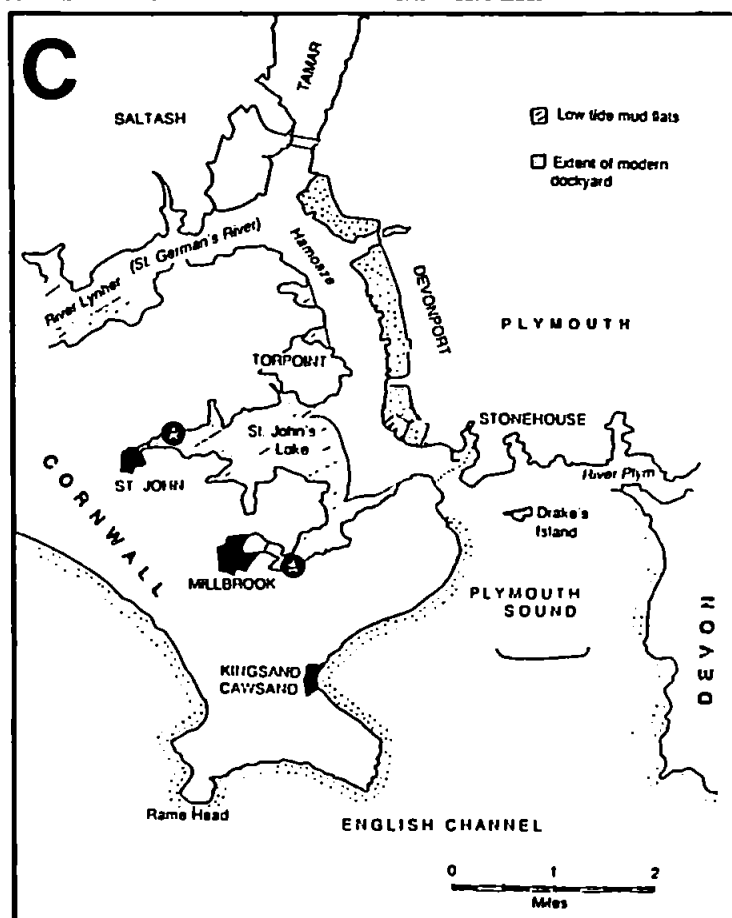 C
TAMAR
SALTASH
Low tide mud flats
Extent of modern
dockyard
River Lynher (St. German's River)
Hamoaze
DEVONPORT
PLYMOUTH
TORPOINT
STONEHOUSE
St. John's
Lake
River Plym
ST JOHN
Drake's
Island
CORNWALL
MILLBROOK
PLYMOUTH
SOUND
DEVON
KINGSAND
CAWSAND
Rame Head
ENGLISH CHANNEL
0 1 2
Miles